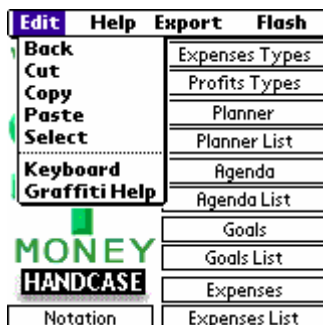 Edit Help Export Flash
Back
Cut
Copy
Paste
Select
Keyboard
Graffiti Help
Expenses Types
Profits Types
Planner
Planner List
Agenda
Agenda List
Goals
Goals List
Expenses
Expenses List
MONEY
HANDCASE
Notation